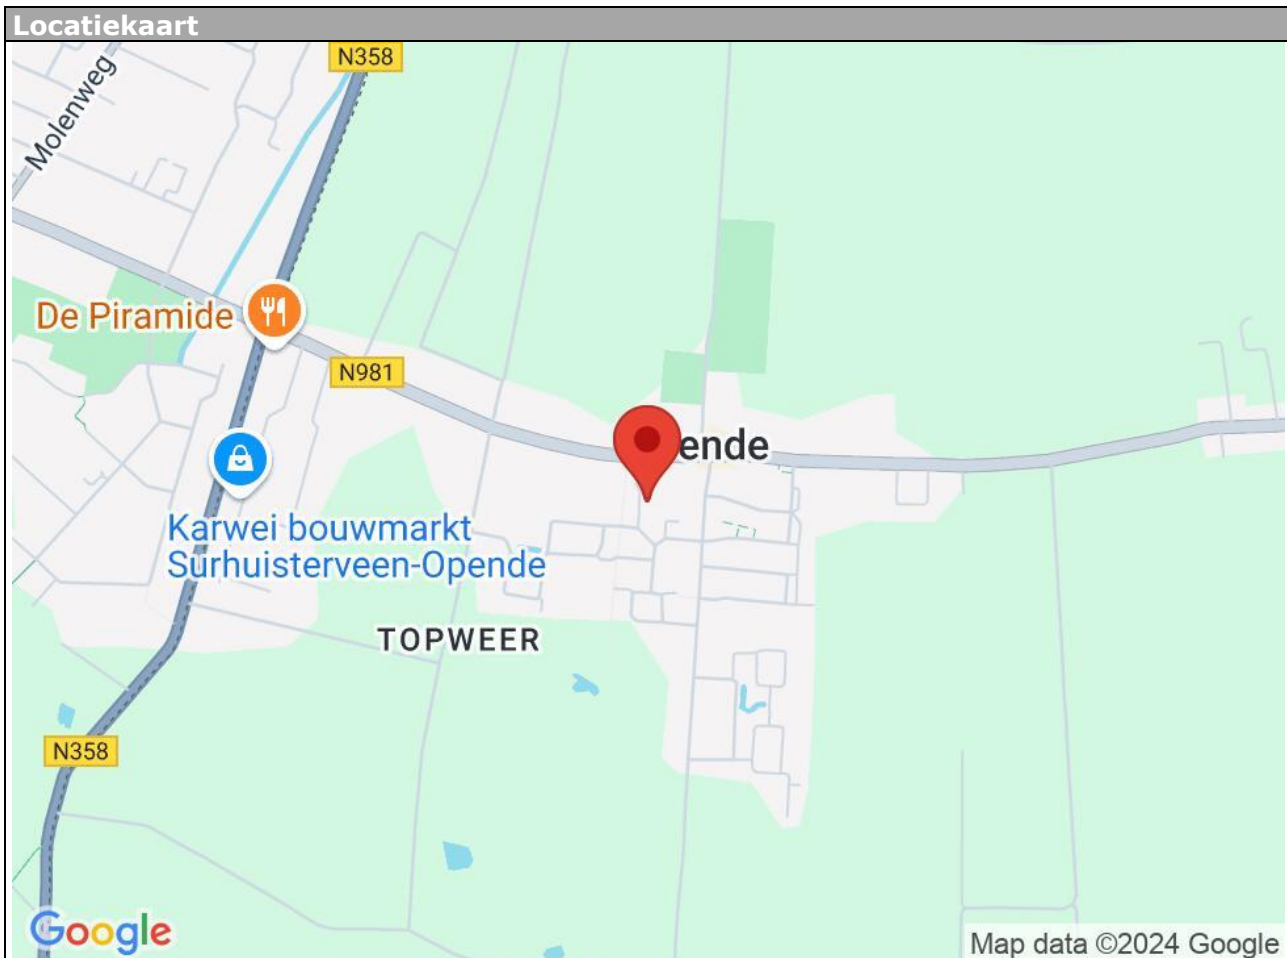 Locatiekaart
N358
Molenweg
De Piramide
N981
ende
Karwei bouwmarkt
Surhuisterveen-Opende
TOPWEER
N358
Google
Map data ©2024 Google